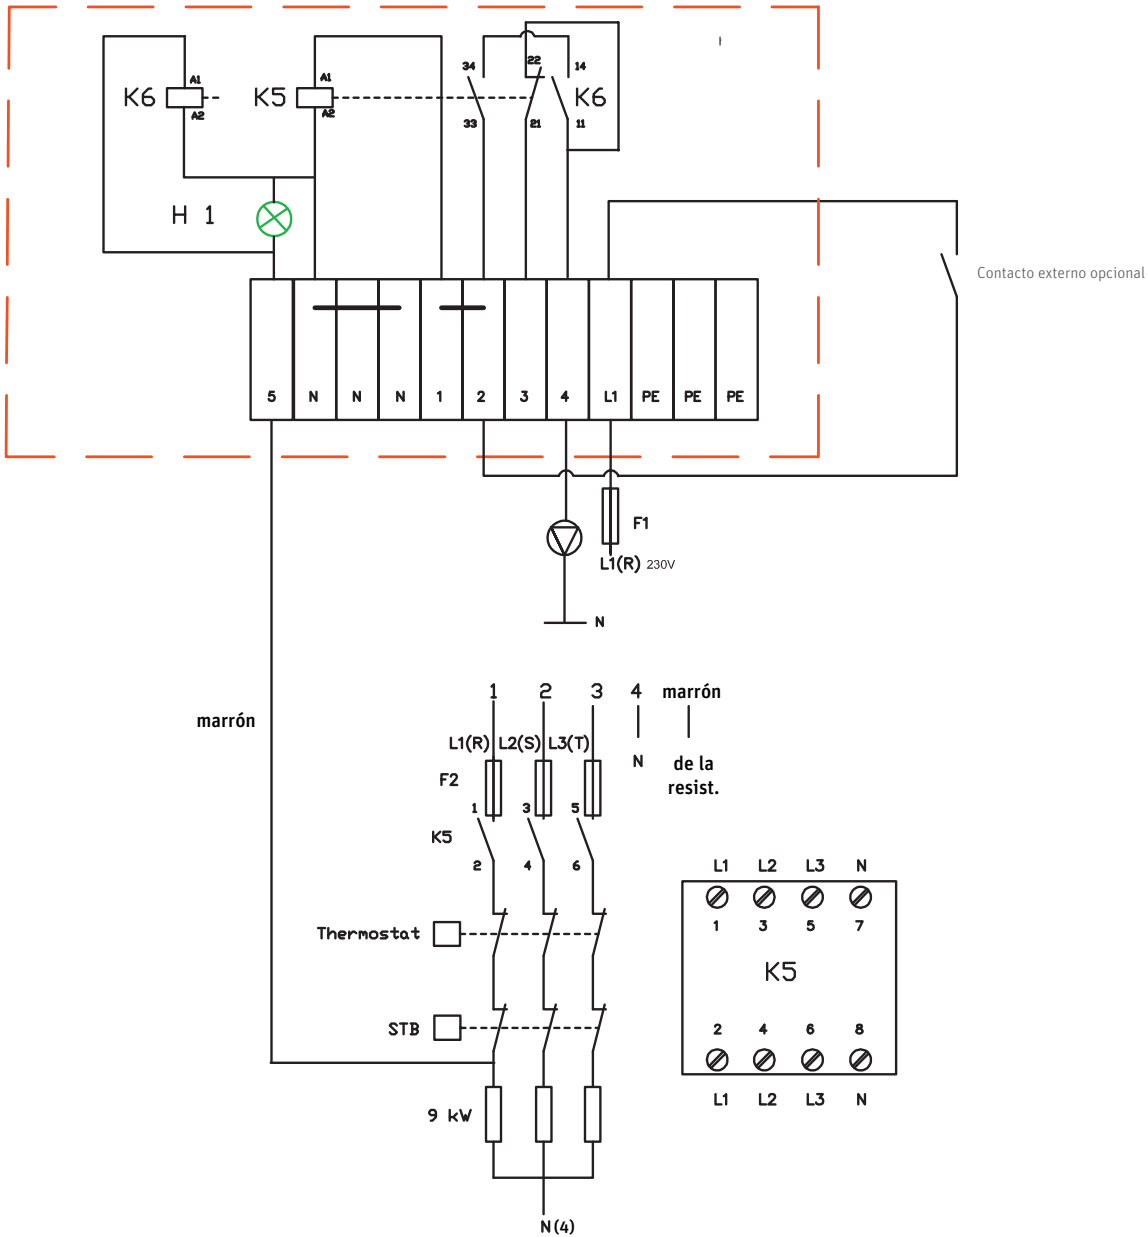 34
22
14
K6
A1
A2
K5
A1
A2
K6
33
21
11
H 1
Contacto externo opcional
5 N N N 1 2 3 4 L1 PE PE PE
F1
L1(R) 230V
N
1 2 3 4 marrón
marrón
L1(R) L2(S) L3(T)
N
de la
resist.
F2
1 3 5
K5
2 4 6
L1 L2 L3 N
1 3 5 7
Thermostat
K5
STB
2 4 6 8
L1 L2 L3 N
9 kW
N(4)